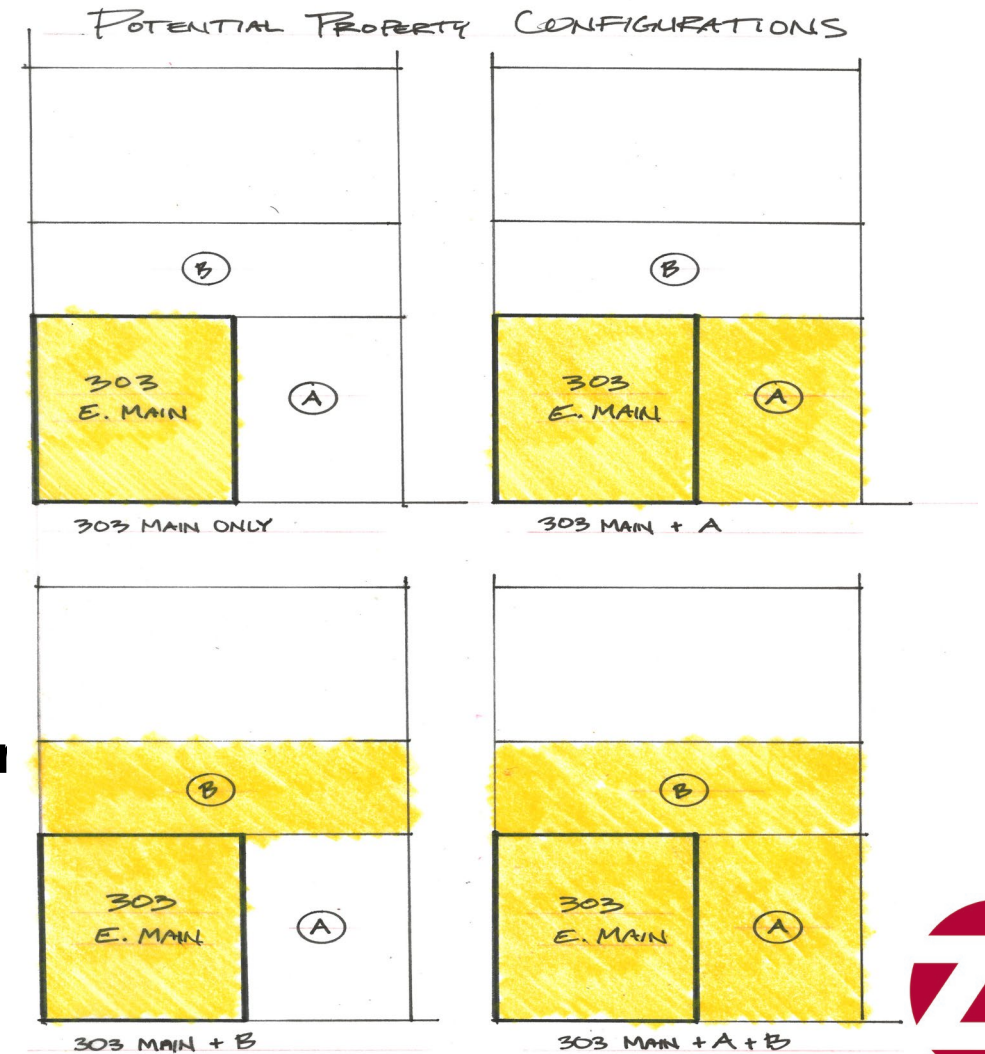 POTENTIAL PROPERTY CONFIGURATIONS
B
303
E. MAIN
A
303 MAIN ONLY
B
303
E. MAIN
A
303 MAIN + A
B
303
E. MAIN
A
303 MAIN + B
B
303
E. MAIN
A
303 MAIN + A + B